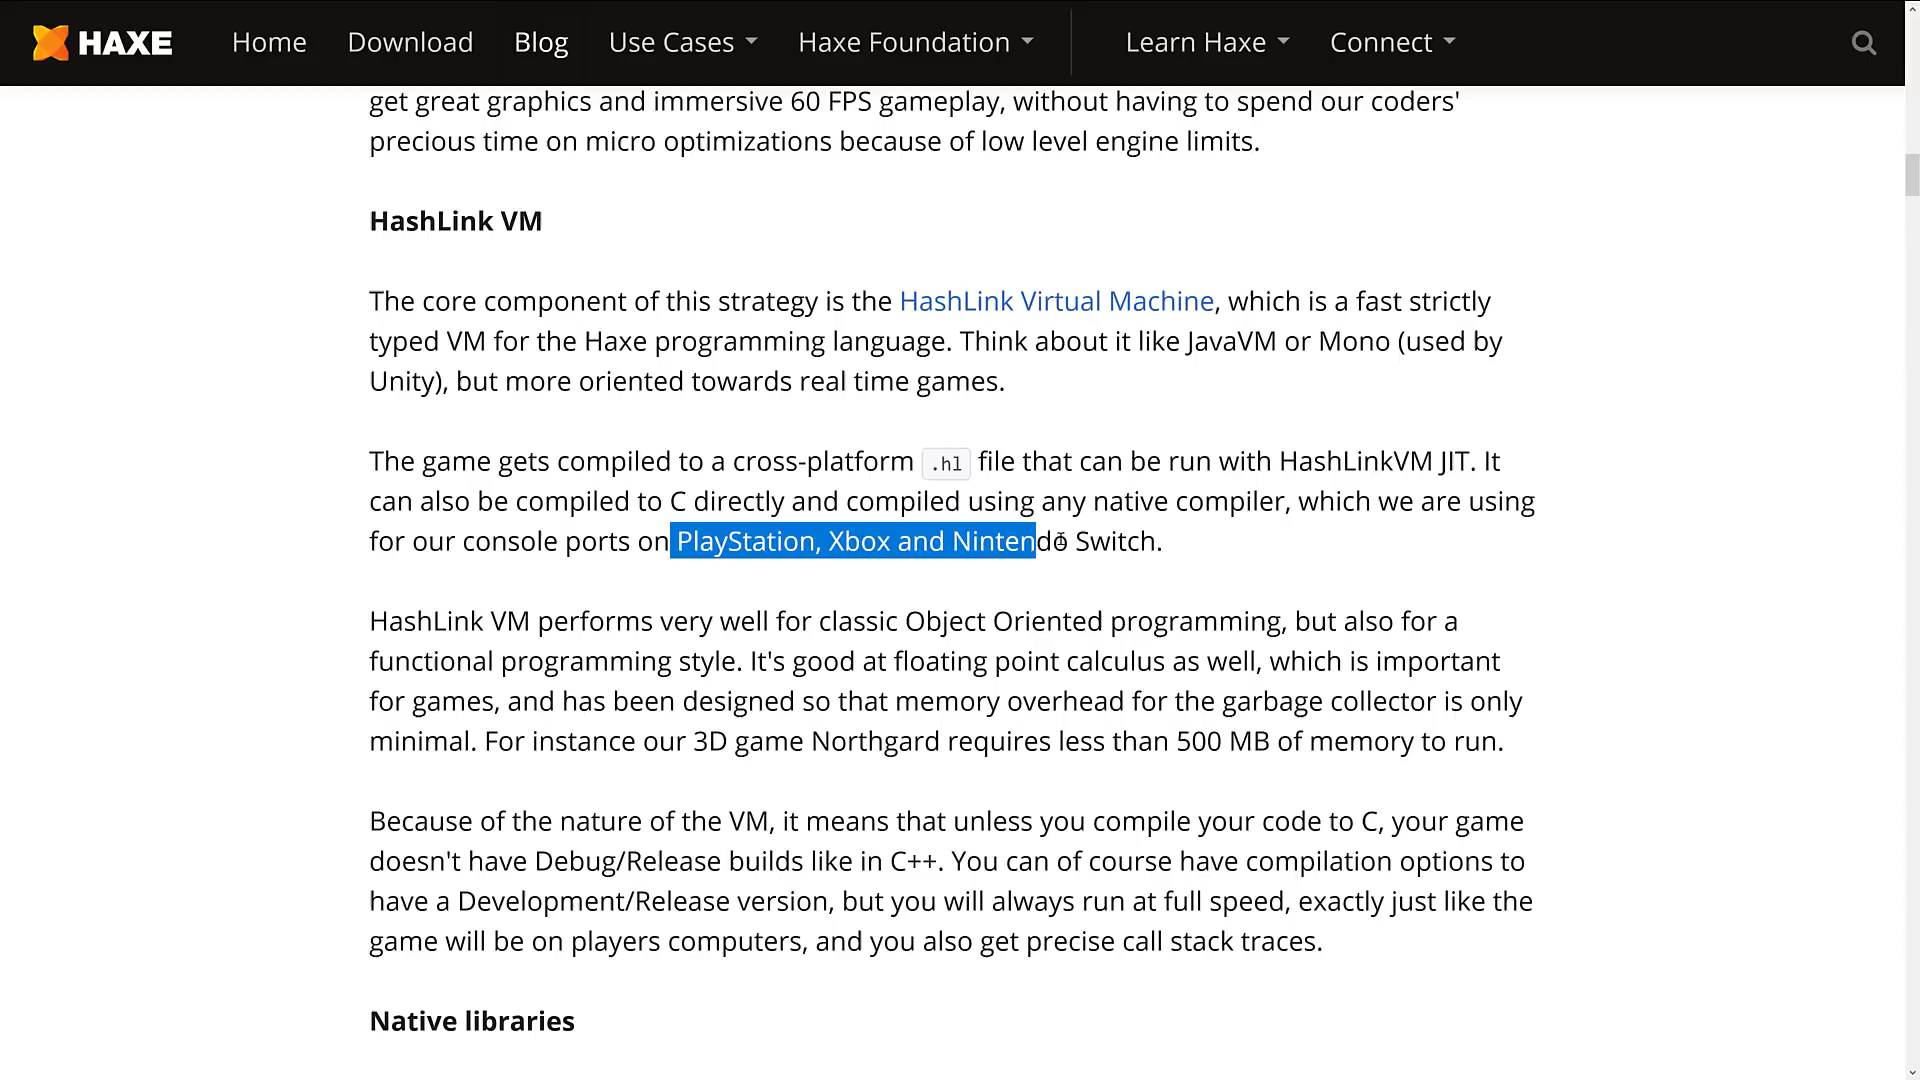 HAXE Home Download Blog Use Cases Haxe Foundation Learn Haxe Connect
get great graphics and immersive 60 FPS gameplay, without having to spend our coders'
precious time on micro optimizations because of low level engine limits.
HashLink VM
The core component of this strategy is the HashLink Virtual Machine, which is a fast strictly
typed VM for the Haxe programming language. Think about it like JavaVM or Mono (used by
Unity), but more oriented towards real time games.
The game gets compiled to a cross-platform .hl file that can be run with HashLinkVM JIT. It
can also be compiled to C directly and compiled using any native compiler, which we are using
for our console ports on PlayStation, Xbox and Nintendo Switch.
HashLink VM performs very well for classic Object Oriented programming, but also for a
functional programming style. It's good at floating point calculus as well, which is important
for games, and has been designed so that memory overhead for the garbage collector is only
minimal. For instance our 3D game Northgard requires less than 500 MB of memory to run.
Because of the nature of the VM, it means that unless you compile your code to C, your game
doesn't have Debug/Release builds like in C++. You can of course have compilation options to
have a Development/Release version, but you will always run at full speed, exactly just like the
game will be on players computers, and you also get precise call stack traces.
Native libraries